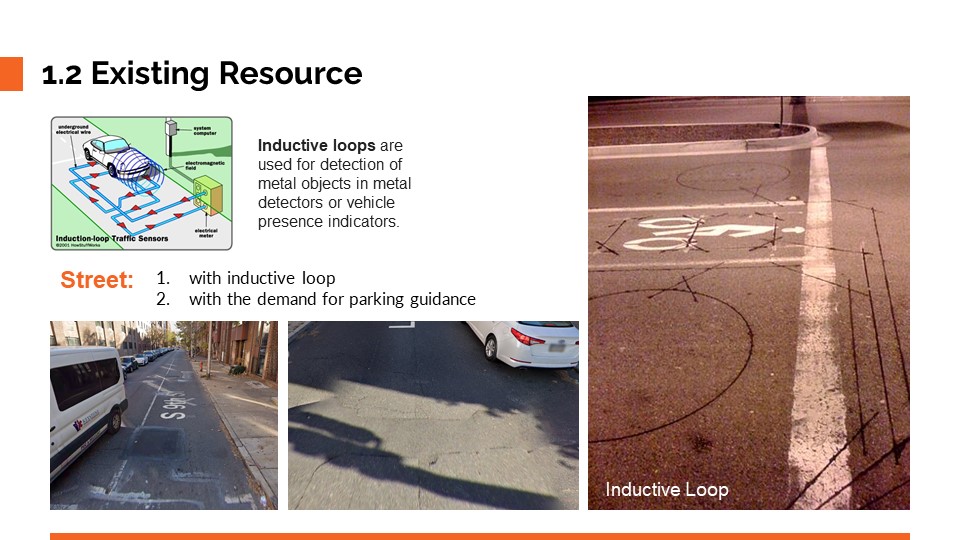 1.2 Existing Resource
underground
electrical wire
system
computer
electromagnetic
field
electrical
meter
Induction-loop Traffic Sensors
©2001 HowStuffWorks
Inductive loops are
used for detection of
metal objects in metal
detectors or vehicle
presence indicators.
Street:
1. with inductive loop
2. with the demand for parking guidance
S 9th St
Inductive Loop